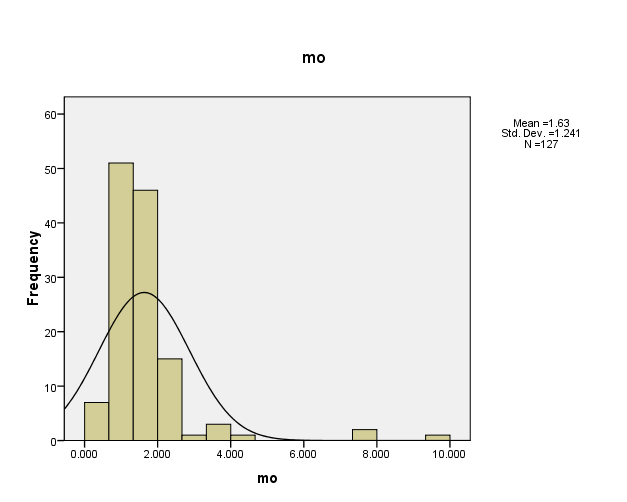 mo
Mean =1.63
Std. Dev. =1.241
N =127
Frequency
60
50
40
30
20
10
0
0.000 2.000 4.000 6.000 8.000 10.000
mo